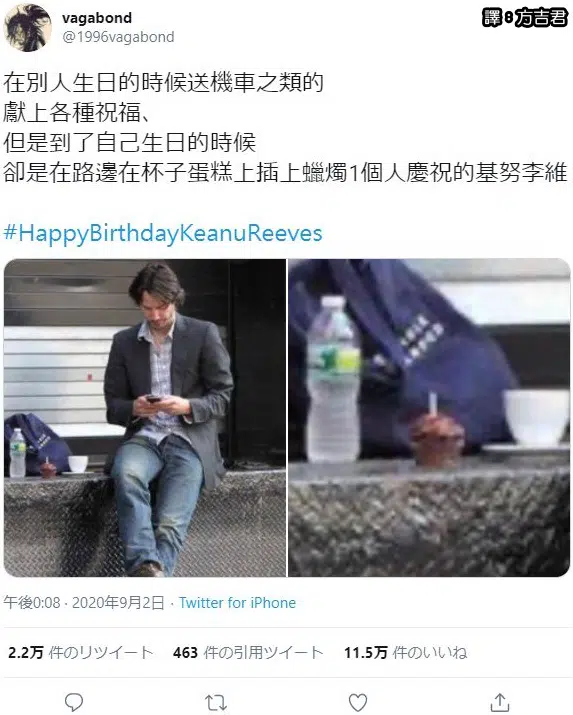 vagabond
@1996vagabond
譯8方吉君
在別人生日的時候送機車之類的
獻上各種祝福、
但是到了自己生日的時候
卻是在路邊在杯子蛋糕上插上蠟燭1個人慶祝的基努李維
#HappyBirthdayKeanuReeves
午後0:08 · 2020年9月2日 · Twitter for iPhone
2.2万 件のリツイート 463 件の引用ツイート 11.5万 件のいいね